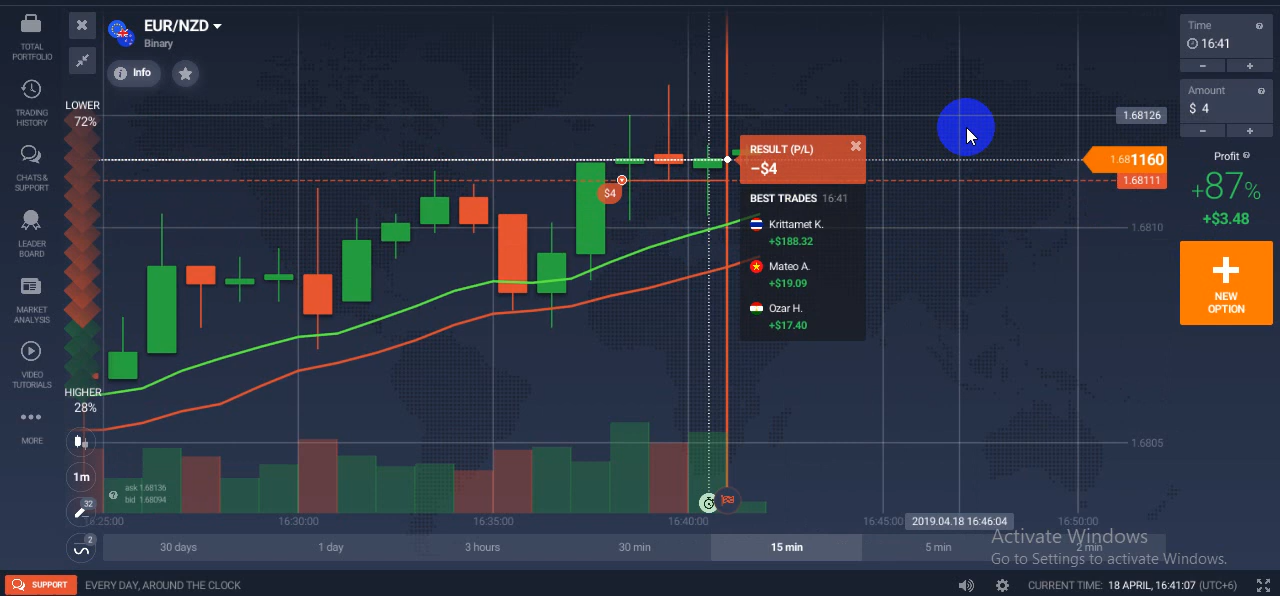 TOTAL
PORTFOLIO
TRADING
HISTORY
CHATS &
SUPPORT
LEADER
BOARD
MARKET
ANALYSIS
VIDEO
TUTORIALS
MORE
EUR/NZD
Binary
Info
LOWER
72%
HIGHER
28%
1m
32
2
ask 1.68136
bid 1.68094
$4
RESULT (P/L)
–$4
BEST TRADES 16:41
Krittamet K.
+$188.32
Mateo A.
+$19.09
Ozar H.
+$17.40
1.68126
1.681160
1.68111
1.6810
1.6805
16:25:00
16:30:00
16:35:00
16:40:00
16:45:00
2019.04.18 16:46:04
16:50:00
30 days
1 day
3 hours
30 min
15 min
5 min
2 min
Time
16:41
– +
Amount
$ 4
– +
Profit
+87%
+$3.48
NEW
OPTION
Activate Windows
Go to Settings to activate Windows.
SUPPORT
EVERY DAY, AROUND THE CLOCK
CURRENT TIME: 18 APRIL, 16:41:07 (UTC+6)